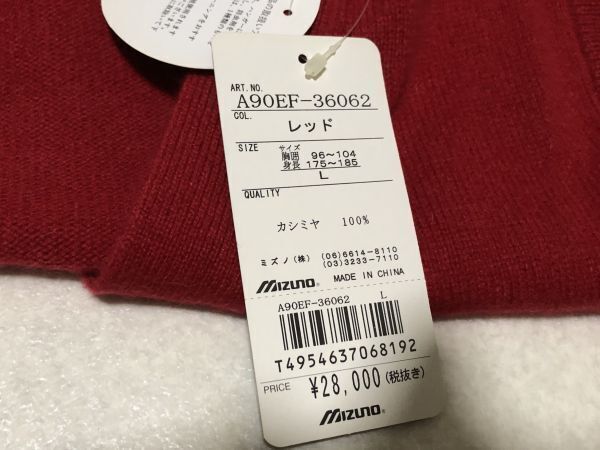 ART.NO.
A90EF-36062
COL.
レッド
SIZE
サイズ
胸囲 96〜104
身長 175〜185
L
QUALITY
カシミヤ 100%
ミズノ(株) (06)6614-8110
(03)3233-7110
MIZUNO MADE IN CHINA
A90EF-36062 L
T4954637068192
PRICE ¥28,000(税抜き)
MIZUNO